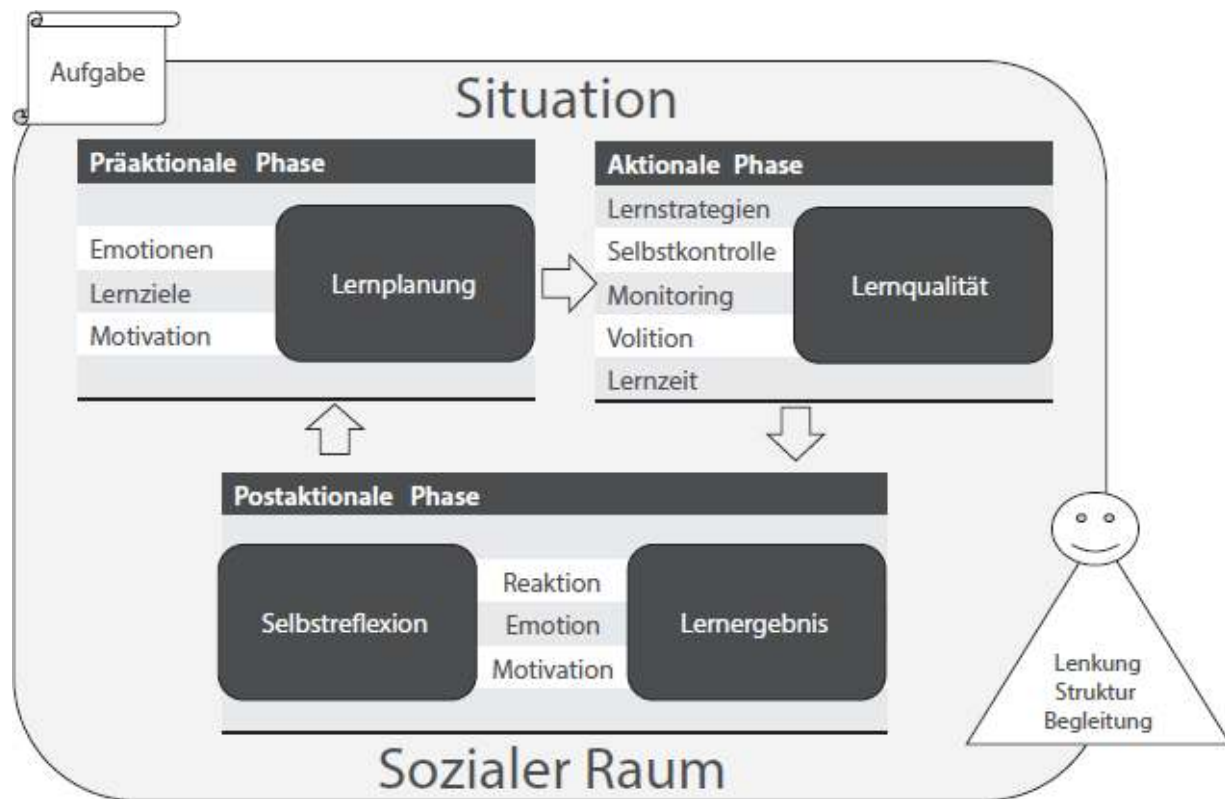 Aufgabe
Situation
Präaktionale Phase
Emotionen
Lernziele
Motivation
Lernplanung
Aktionale Phase
Lernstrategien
Selbstkontrolle
Monitoring
Volition
Lernzeit
Lernqualität
Postaktionale Phase
Selbstreflexion
Reaktion
Emotion
Motivation
Lernergebnis
Lenkung
Struktur
Begleitung
Sozialer Raum